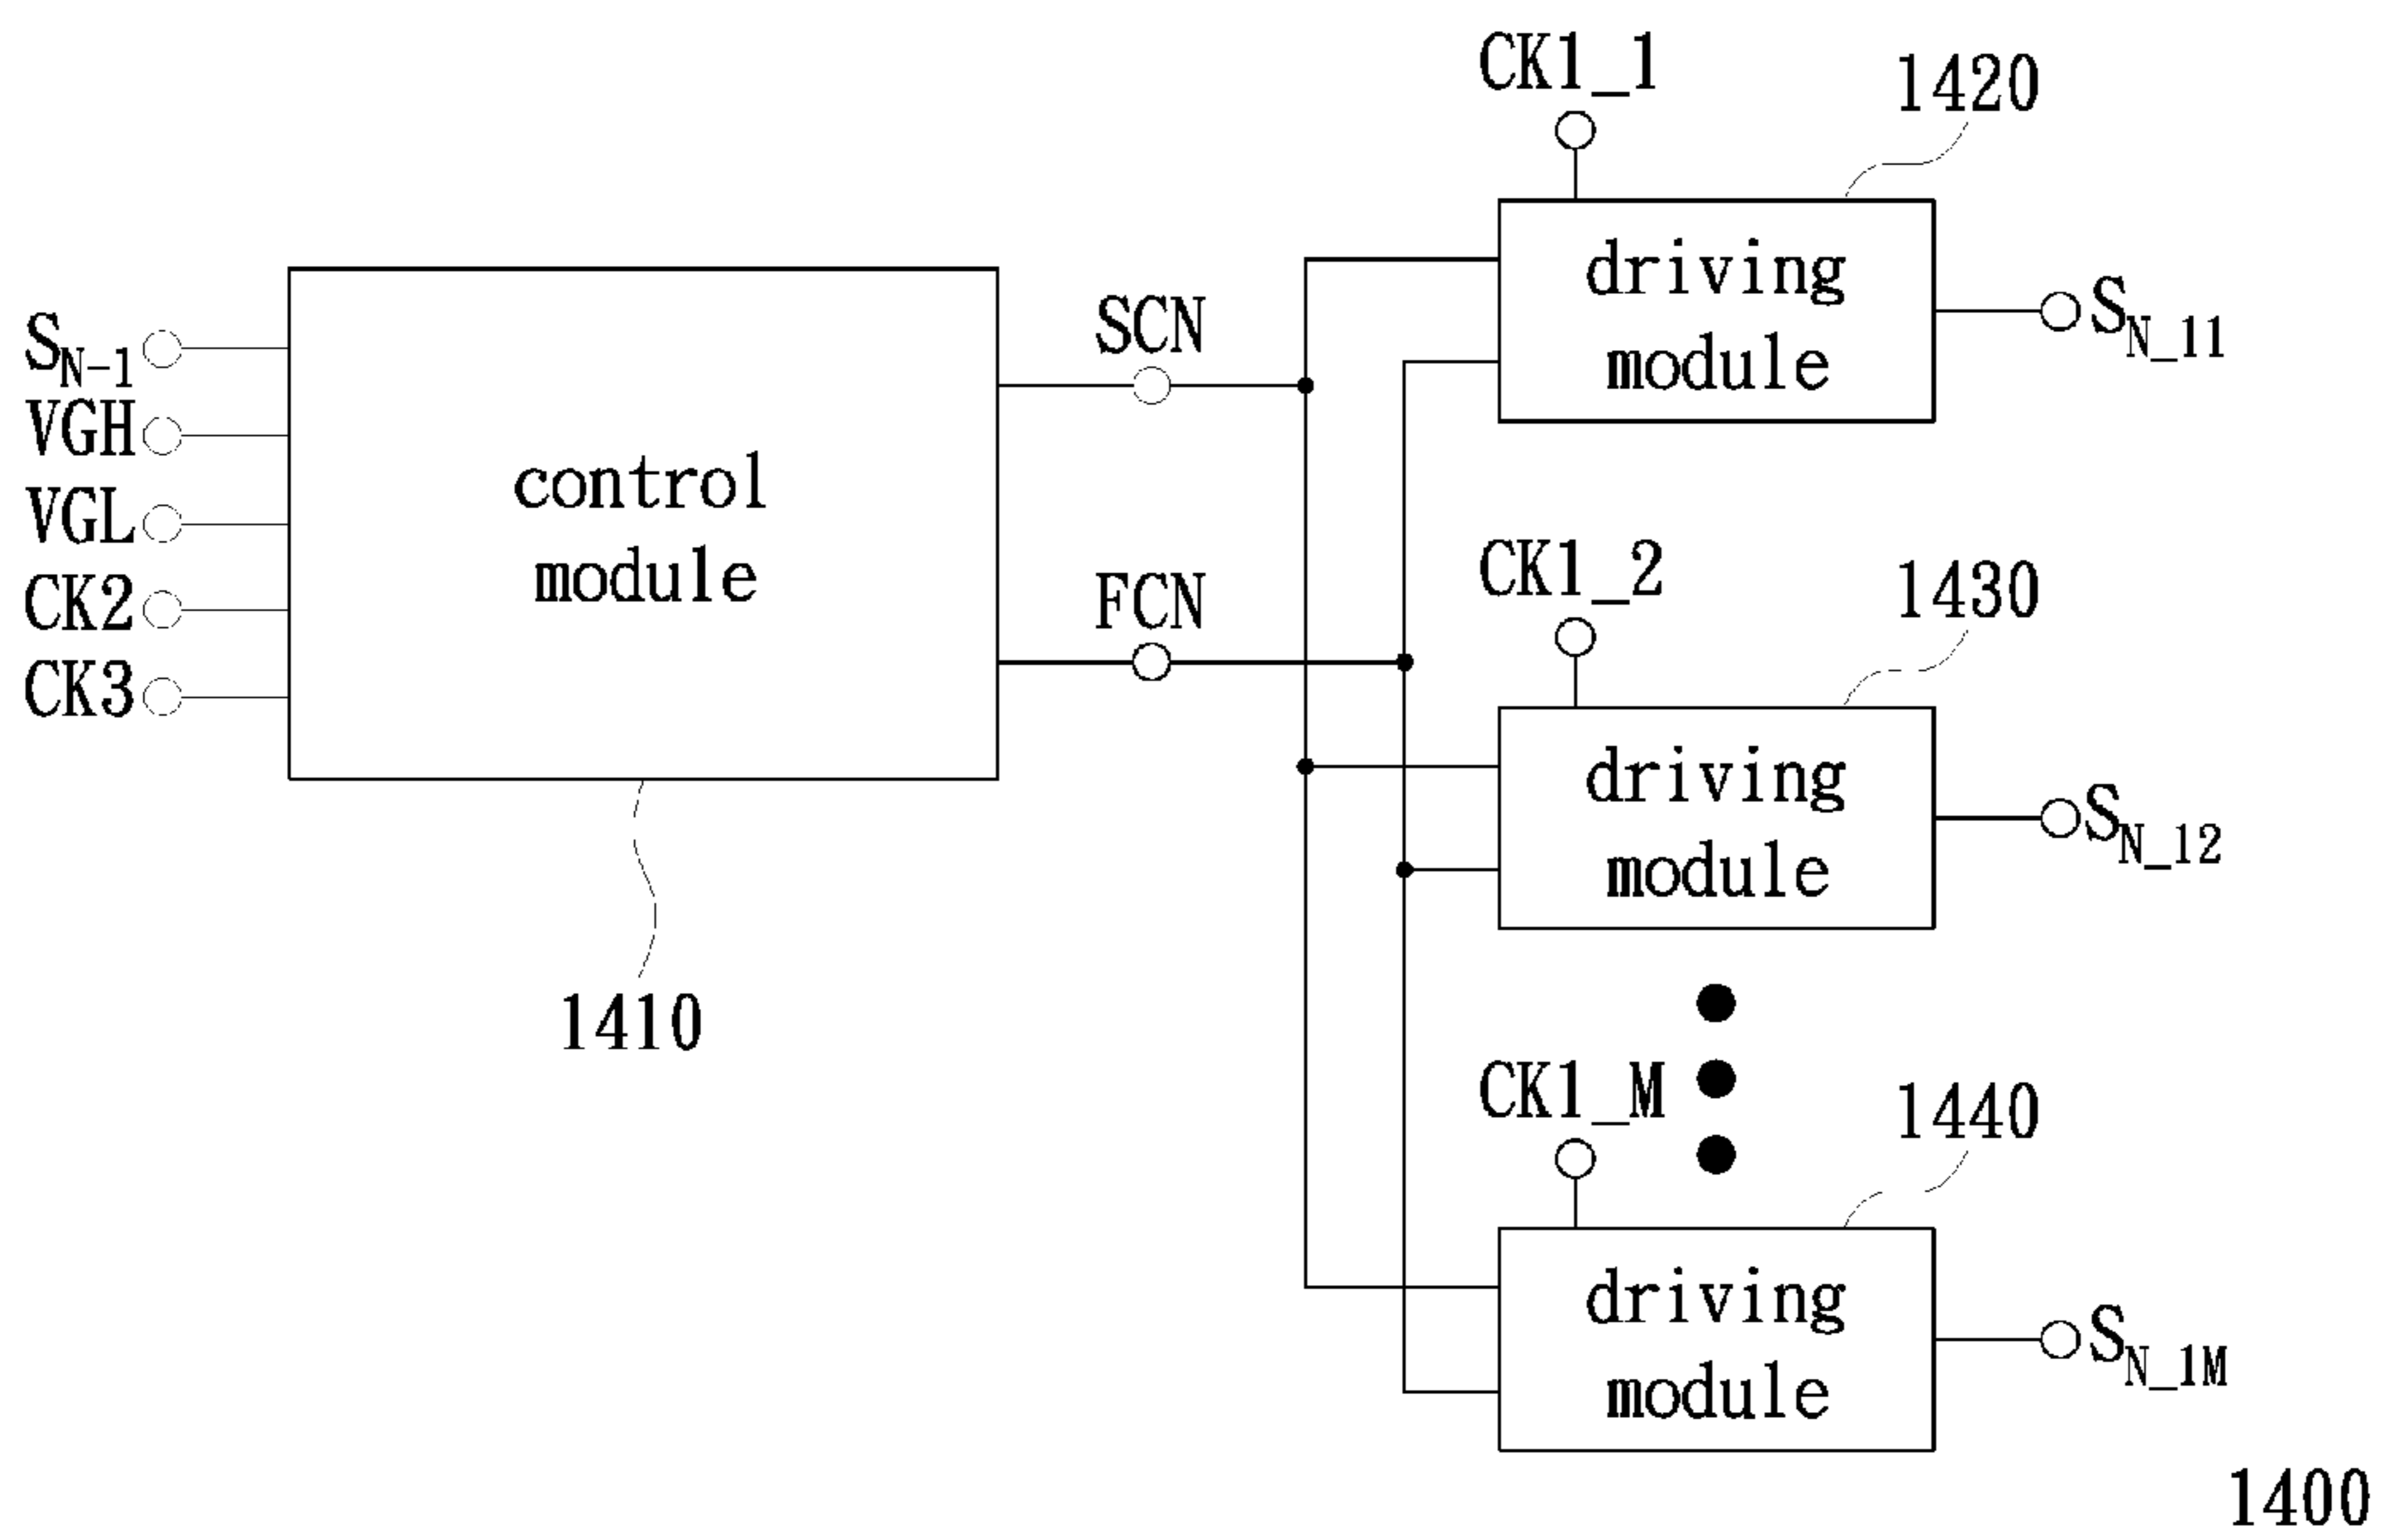 CK1_1
1420
driving
module
S_N_11
S_N-1
VGH
VGL
CK2
CK3
control
module
SCN
FCN
1410
CK1_2
1430
driving
module
S_N_12
CK1_M
1440
driving
module
S_N_1M
1400